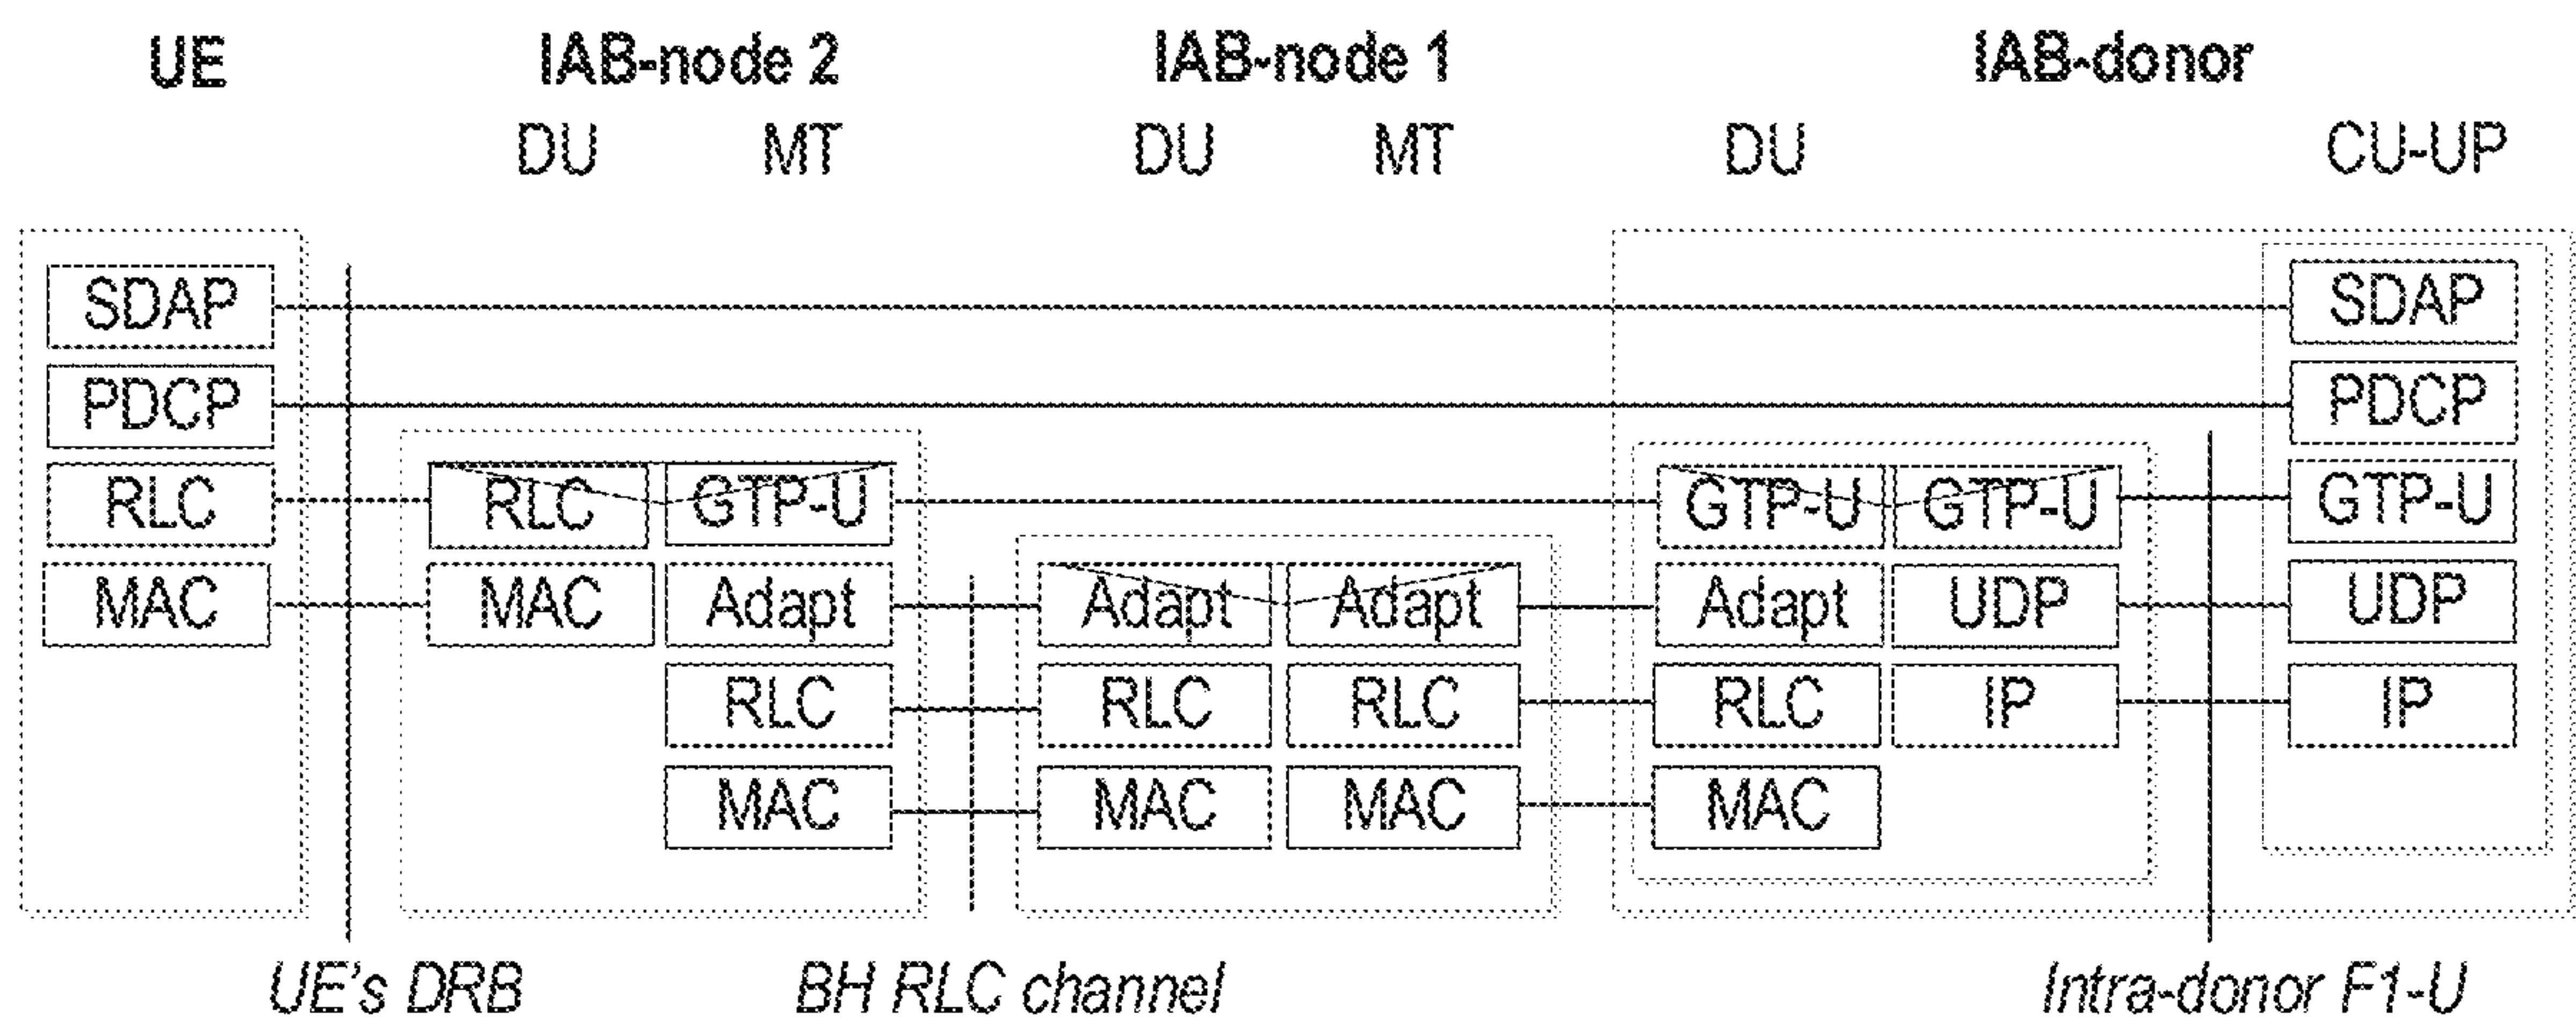 UE IAB-node 2 IAB-node 1 IAB-donor
DU MT DU MT DU CU-UP
SDAP SDAP
PDCP PDCP
RLC RLC GTP-U GTP-U GTP-U GTP-U
MAC MAC Adapt Adapt Adapt Adapt UDP UDP
RLC RLC RLC RLC IP IP
MAC MAC MAC MAC
UE's DRB BH RLC channel Intra-donor F1-U